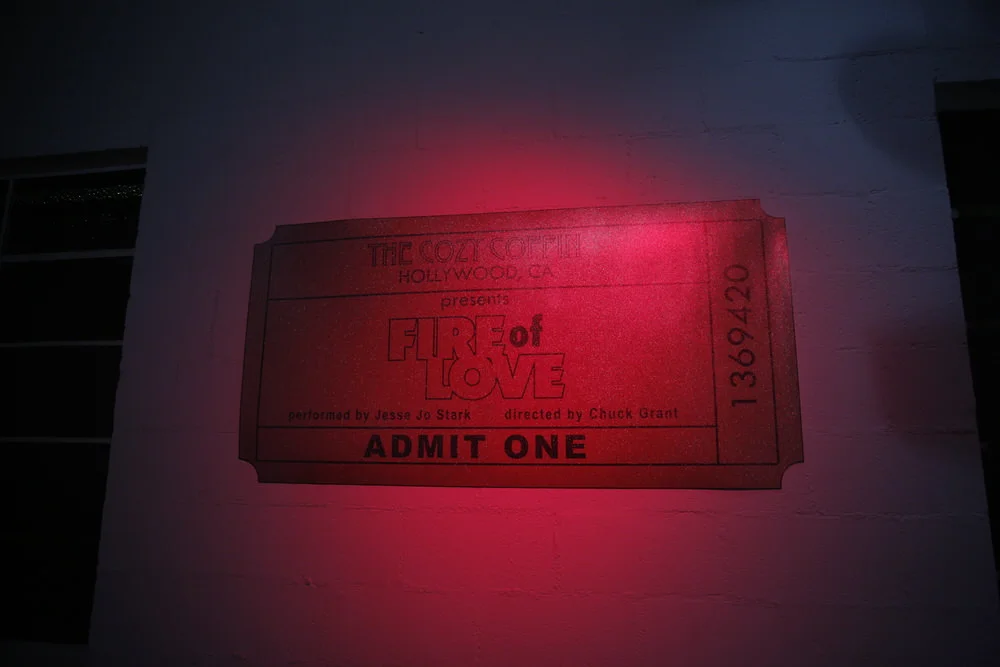 THE COZY COFFIN
HOLLYWOOD, CA
presents
FIRE of
LOVE
performed by Jesse Jo Stark directed by Chuck Grant
ADMIT ONE
1369420